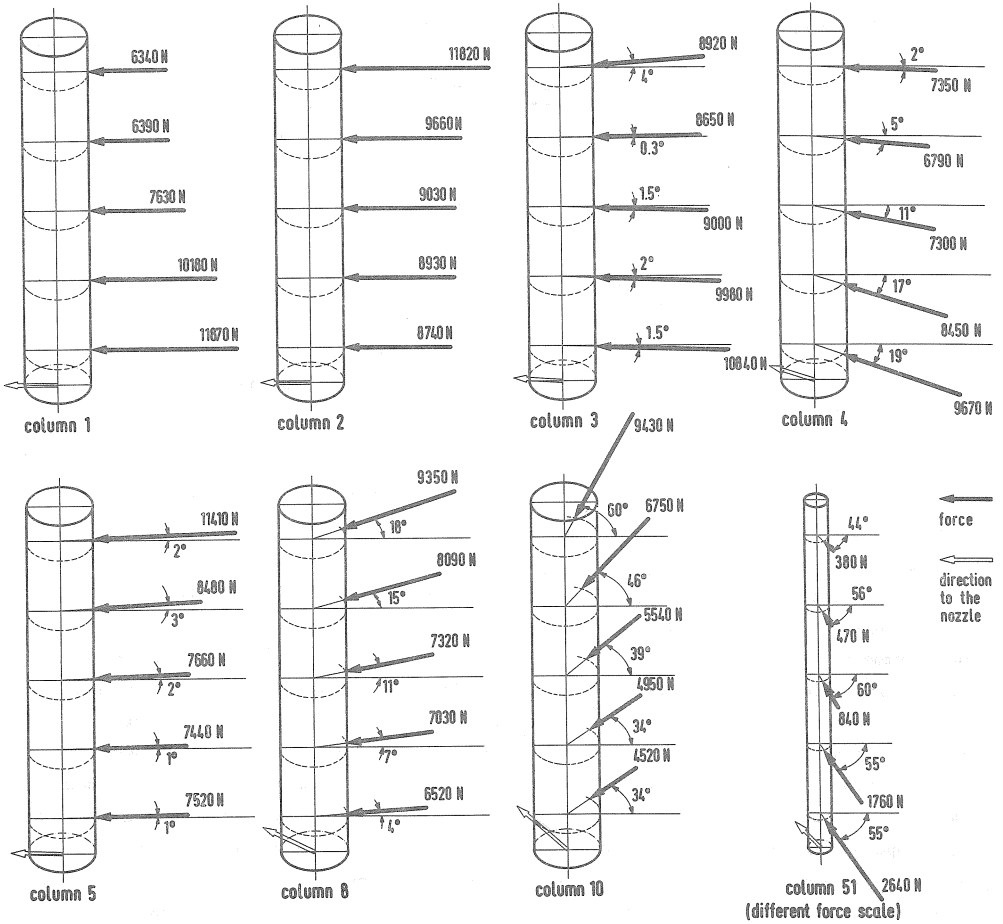 6340 N
6390 N
7630 N
10180 N
11870 N
column 1
11820 N
9660 N
9030 N
8930 N
8740 N
column 2
8920 N
4°
8650 N
0.3°
1.5°
9000 N
2°
9980 N
1.5°
10840 N
column 3
2°
7350 N
5°
6790 N
11°
7300 N
17°
8450 N
19°
9670 N
column 4
11410 N
2°
8480 N
3°
7660 N
2°
7440 N
1°
7520 N
1°
column 5
9350 N
18°
8090 N
15°
7320 N
11°
7030 N
7°
6520 N
4°
column 8
9430 N
60°
6750 N
46°
5540 N
39°
4950 N
34°
4520 N
34°
column 10
44°
380 N
56°
470 N
60°
840 N
55°
1760 N
55°
2640 N
column 51
(different force scale)
force
direction
to the
nozzle